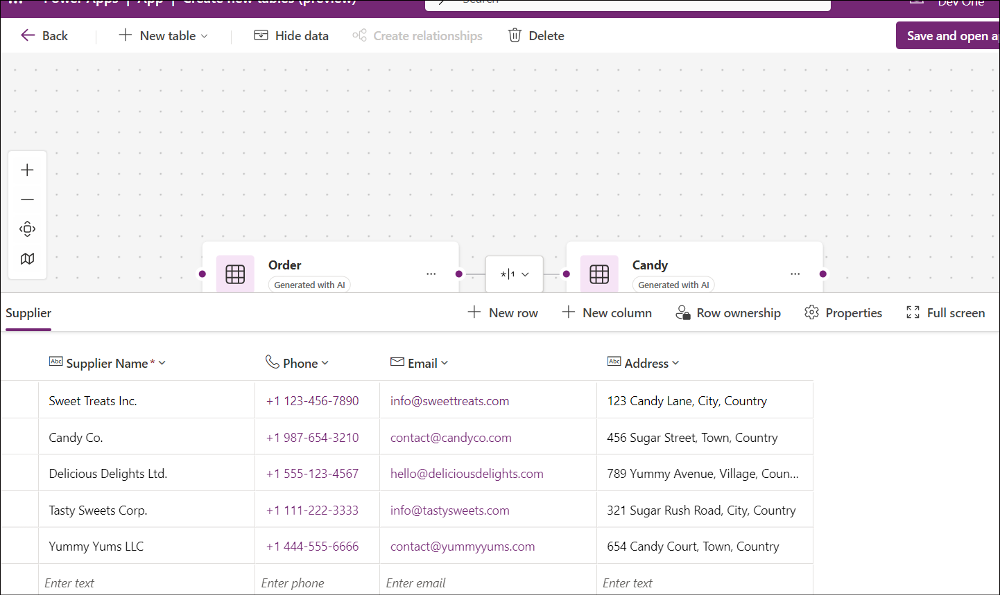 Power Apps | App | Create new tables (preview) Search Dev One
Back New table Hide data Create relationships Delete Save and open a
Order
Generated with AI
*|1
Candy
Generated with AI
Supplier New row New column Row ownership Properties Full screen
Abc Supplier Name* Phone Email Abc Address
Sweet Treats Inc. +1 123-456-7890 info@sweettreats.com 123 Candy Lane, City, Country
Candy Co. +1 987-654-3210 contact@candyco.com 456 Sugar Street, Town, Country
Delicious Delights Ltd. +1 555-123-4567 hello@deliciousdelights.com 789 Yummy Avenue, Village, Coun...
Tasty Sweets Corp. +1 111-222-3333 info@tastysweets.com 321 Sugar Rush Road, City, Country
Yummy Yums LLC +1 444-555-6666 contact@yummyyums.com 654 Candy Court, Town, Country
Enter text Enter phone Enter email Enter text